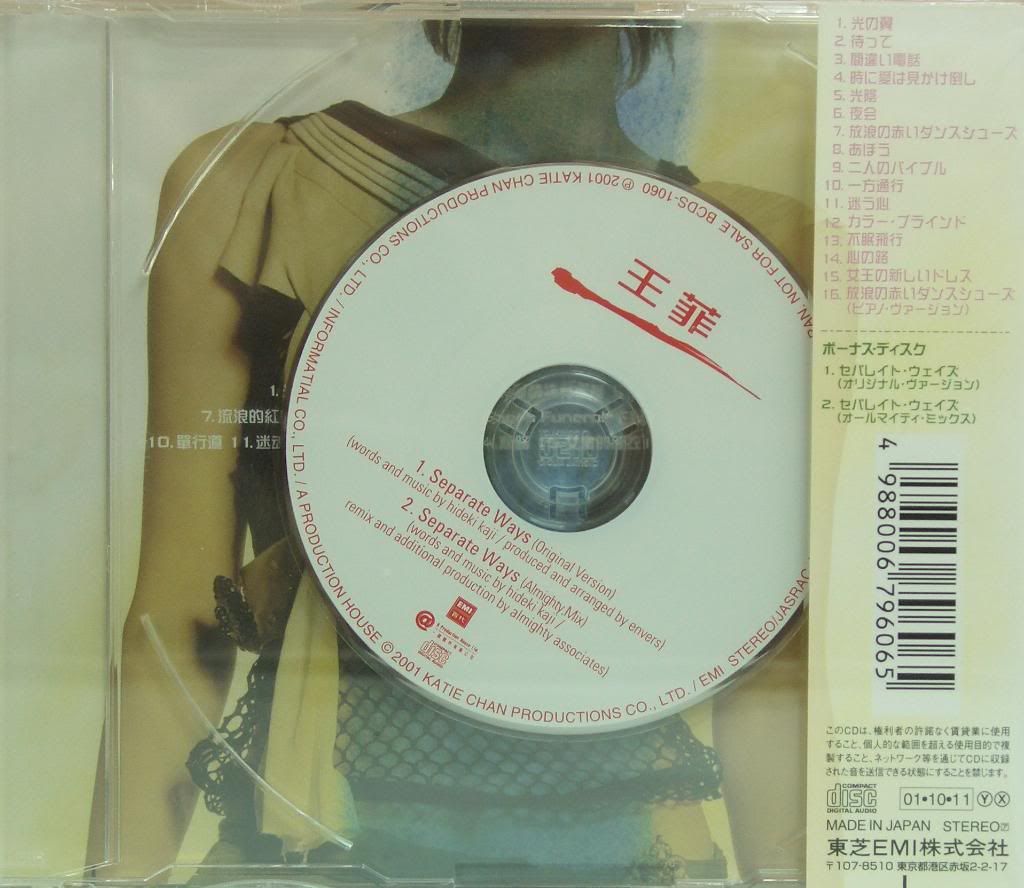 1. 光の翼
2. 待って
3. 間違い電話
4. 時に愛は見かけ倒し
5. 光陰
6. 夜会
7. 放浪の赤いダンスシューズ
8. あほう
9. 二人のバイブル
10. 一方通行
11. 迷う心
12. カラー・ブラインド
13. 不眠飛行
14. 心の路
15. 女王の新しいドレス
16. 放浪の赤いダンスシューズ
(ピアノ・ヴァージョン)
ボーナス・ディスク
1. セパレイト・ウェイズ
(オリジナル・ヴァージョン)
2. セパレイト・ウェイズ
(オールマイティ・ミックス)
4 988006 796065
このCDは、権利者の許諾なく賃貸業に使用
すること、個人的な範囲を超える使用目的で複
製すること、ネットワーク等を通じてCDに収録
された音を送信できる状態にすることを禁じます。
COMPACT
disc
DIGITAL AUDIO
01•10•11 Ⓨ Ⓧ
MADE IN JAPAN STEREO
東芝EMI株式会社
〒107-8510 東京都港区赤坂2-2-17
王菲
1. Separate Ways (Original Version)
(words and music by hideki kaji / produced and arranged by envers)
2. Separate Ways (Almighty Mix)
(words and music by hideki kaji /
remix and additional production by almighty associates)
EMI
百代
A Production House Ltd.
disc
NOT FOR SALE BCDS-1060 ℗ 2001 KATIE CHAN PRODUCTIONS CO., LTD. / INFORMATIAL CO., LTD. / A PRODUCTION HOUSE © 2001 KATIE CHAN PRODUCTIONS CO., LTD. / EMI STEREO/JASRAC
1.
7. 流浪的紅
10. 單行道 11. 迷